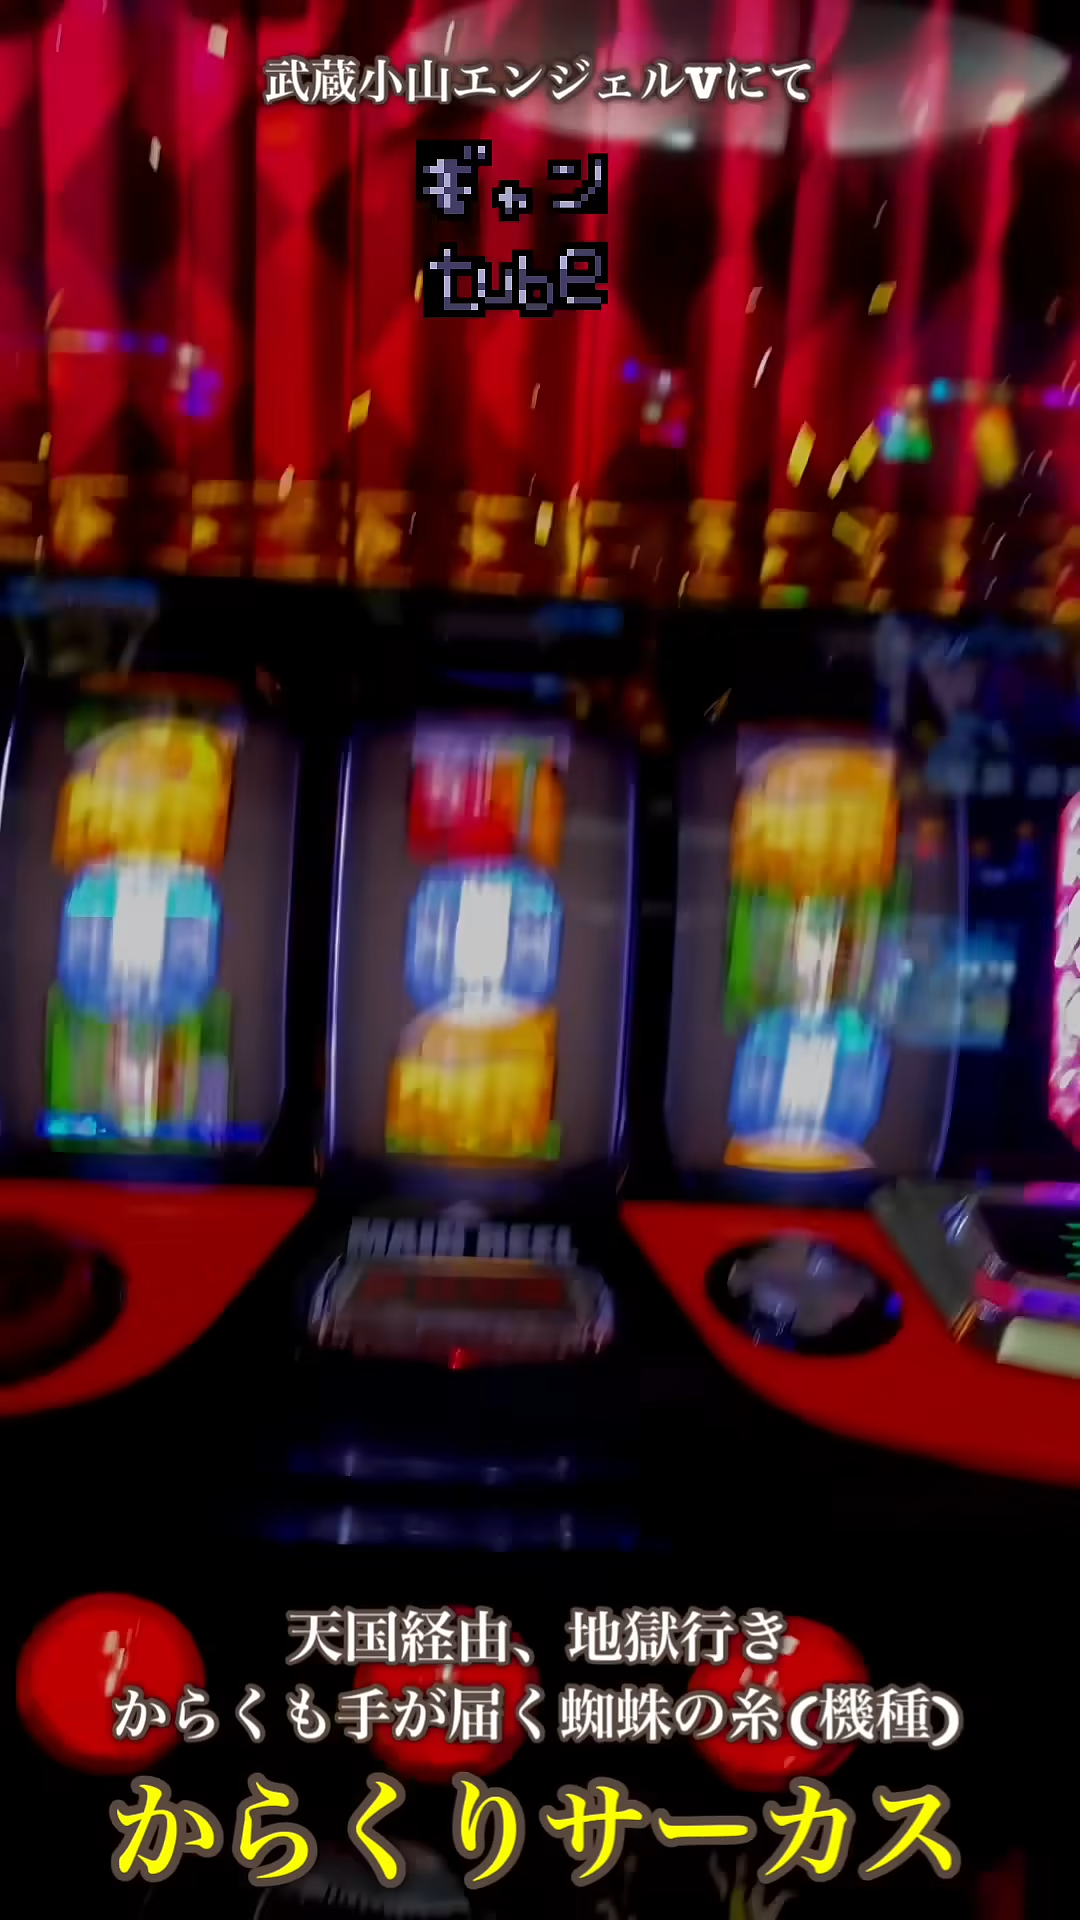 武蔵小山エンジェルVにて
ギャン
tube
MAIN REEL
天国経由、地獄行き
からくも手が届く蜘蛛の糸(機種)
からくりサーカス